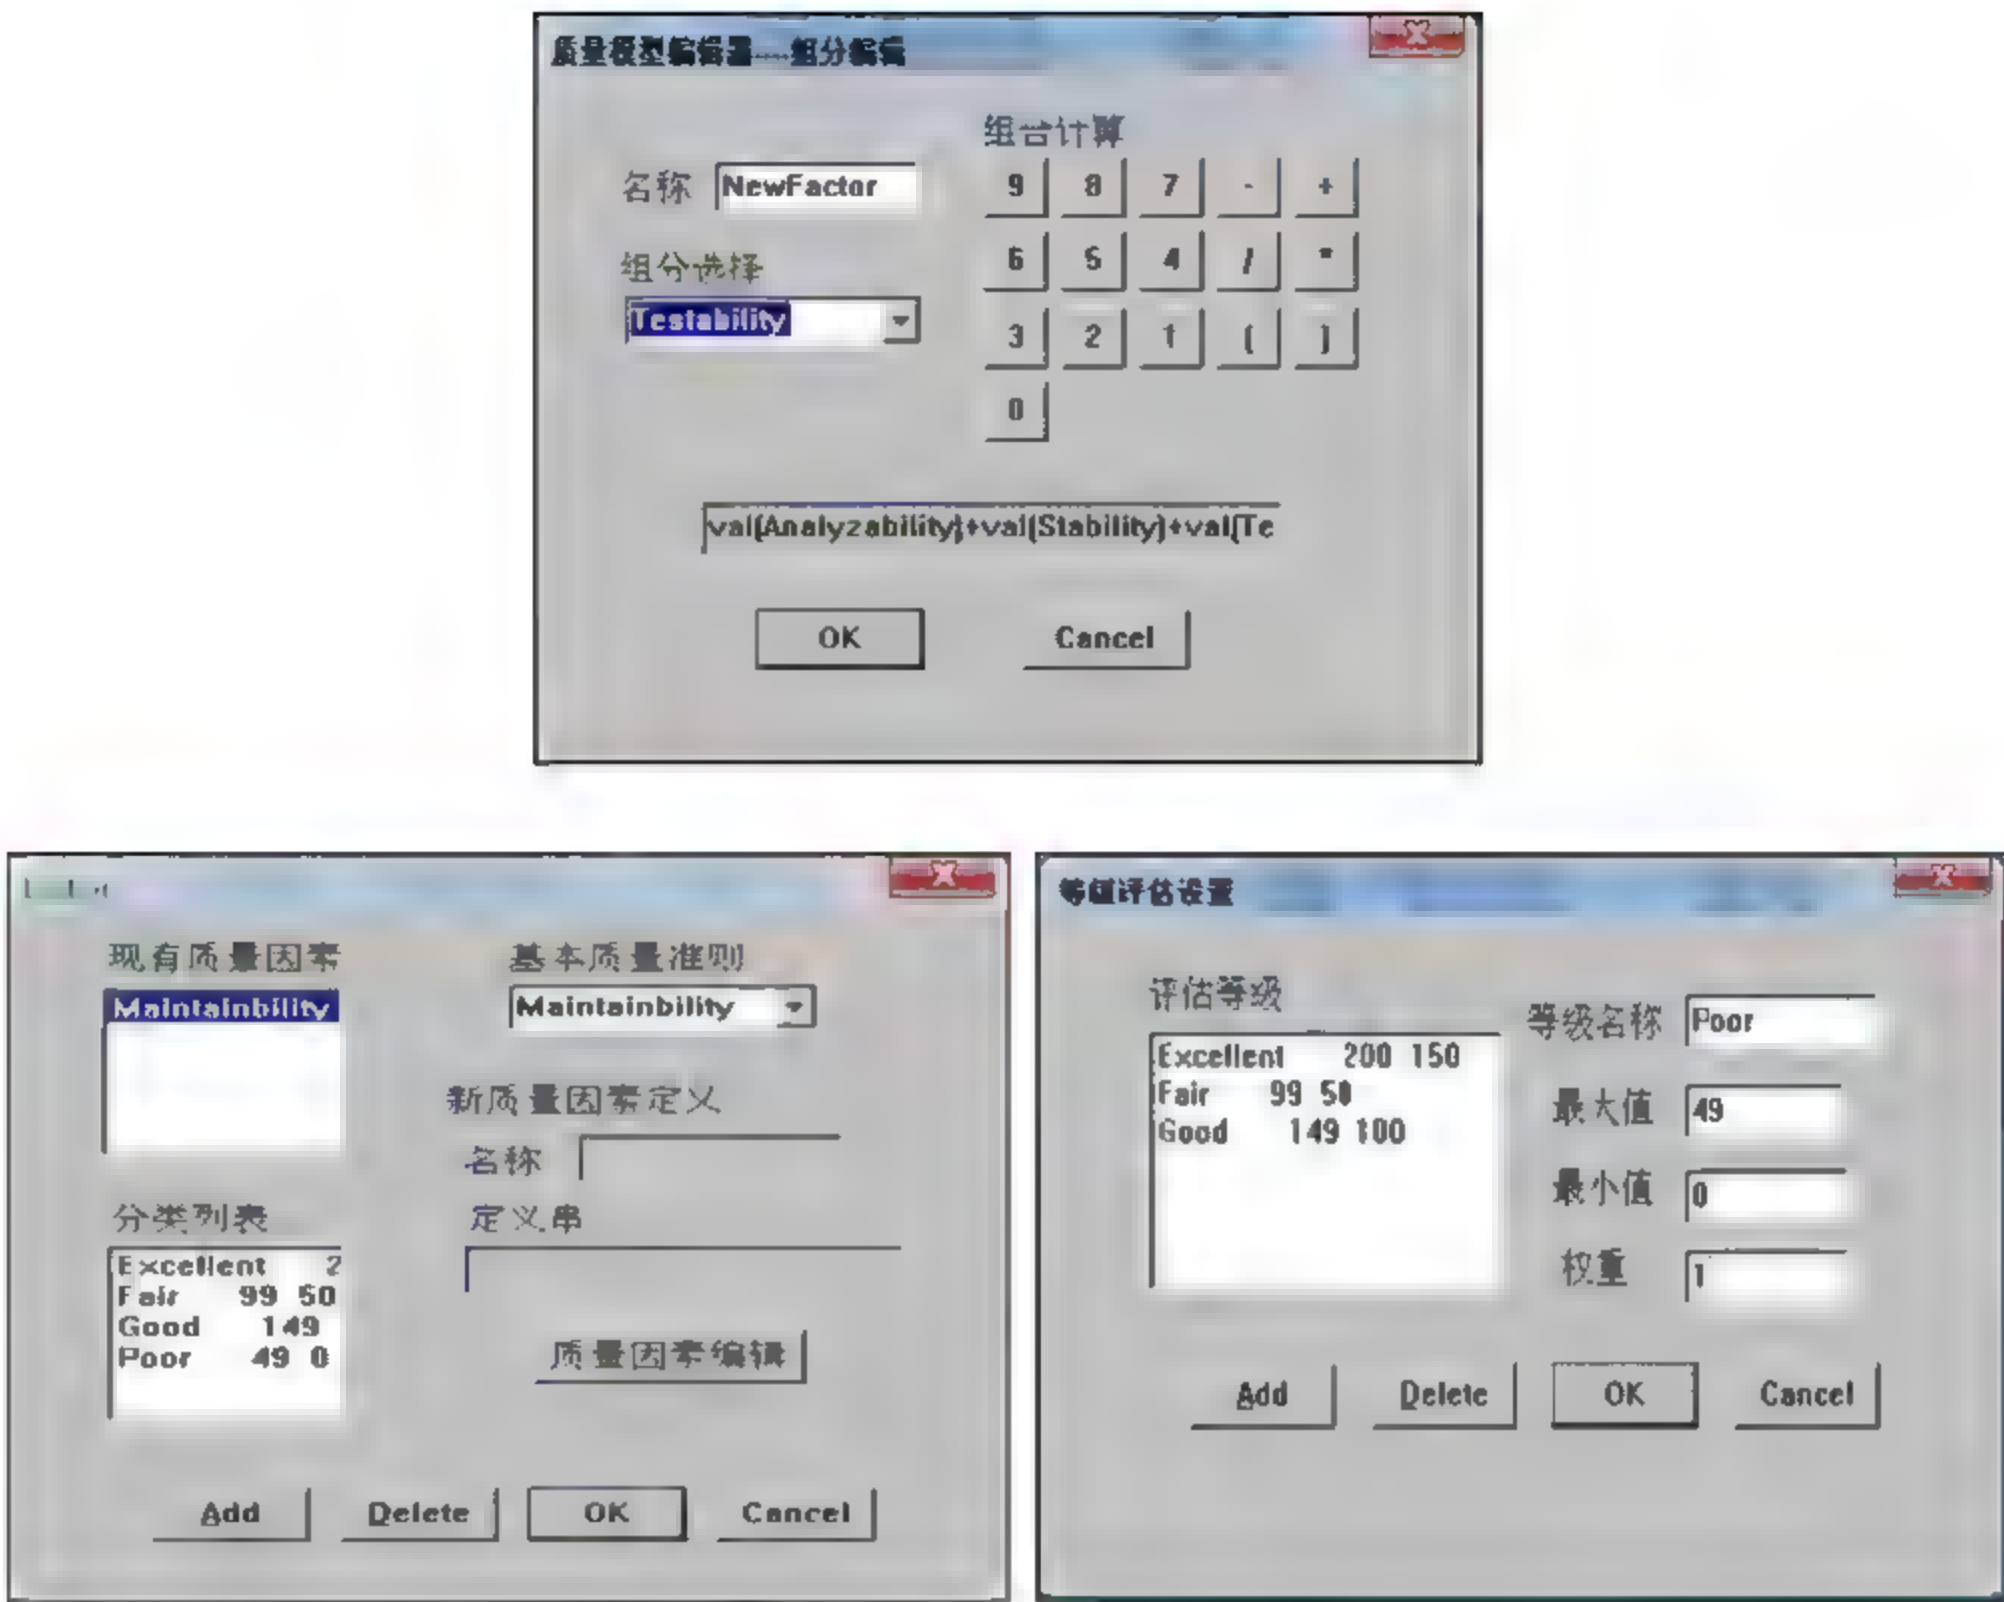 质量模型编辑器----组分编辑
组合计算
名称 NewFactor
9 8 7 - +
组分选择
6 5 4 / *
Testability
3 2 1 ( )
0
val(Analyzability)+val(Stability)+val(Te
OK Cancel
现有质量因素 基本质量准则
Maintainbility Maintainbility
新质量因素定义
名称
分类列表 定义串
Excellent 2
Fair 99 50
Good 149
Poor 49 0
质量因素编辑
Add Delete OK Cancel
等级评估设置
评估等级
等级名称 Poor
Excellent 200 150
Fair 99 50
Good 149 100
最大值 49
最小值 0
权重 1
Add Delete OK Cancel